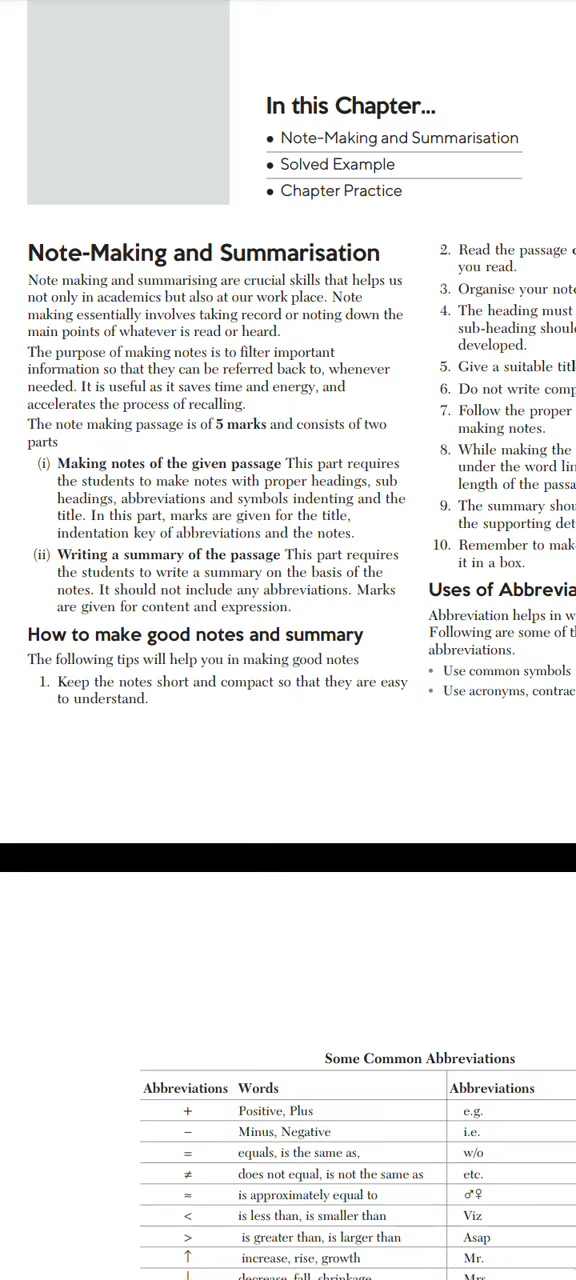 In this Chapter...
• Note-Making and Summarisation
• Solved Example
• Chapter Practice
Note-Making and Summarisation
Note making and summarising are crucial skills that helps us
not only in academics but also at our work place. Note
making essentially involves taking record or noting down the
main points of whatever is read or heard.
The purpose of making notes is to filter important
information so that they can be referred back to, whenever
needed. It is useful as it saves time and energy, and
accelerates the process of recalling.
The note making passage is of 5 marks and consists of two
parts
(i) Making notes of the given passage This part requires
the students to make notes with proper headings, sub
headings, abbreviations and symbols indenting and the
title. In this part, marks are given for the title,
indentation key of abbreviations and the notes.
(ii) Writing a summary of the passage This part requires
the students to write a summary on the basis of the
notes. It should not include any abbreviations. Marks
are given for content and expression.
How to make good notes and summary
The following tips will help you in making good notes
1. Keep the notes short and compact so that they are easy
to understand.
2. Read the passage
you read.
3. Organise your
4. The heading must
sub-heading
developed.
5. Give a suitable
6. Do not write
7. Follow the proper
making notes.
8. While making the
under the word
length of the
9. The summary
the supporting
10. Remember to
it in a box.
Uses of
Abbreviation helps in
Following are some of
abbreviations.
• Use common symbols
• Use acronyms,
Some Common Abbreviations
Abbreviations Words Abbreviations
+ Positive, Plus e.g.
− Minus, Negative i.e.
= equals, is the same as, w/o
≠ does not equal, is not the same as etc.
≈ is approximately equal to ♂♀
< is less than, is smaller than Viz
> is greater than, is larger than Asap
↑ increase, rise, growth Mr.
decrease, fall, shrinkage Mrs